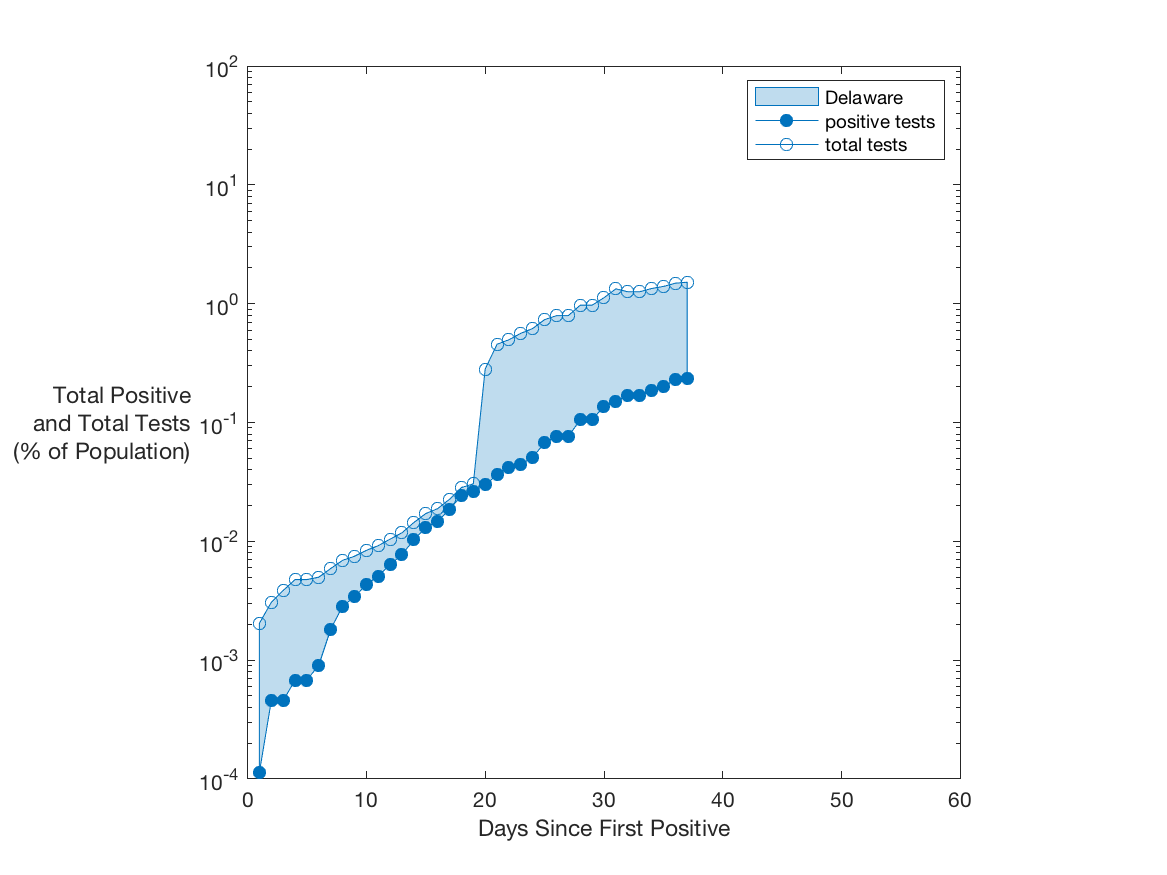 10^2
10^1
10^0
10^-1
10^-2
10^-3
10^-4
Total Positive
and Total Tests
(% of Population)
Delaware
positive tests
total tests
0 10 20 30 40 50 60
Days Since First Positive